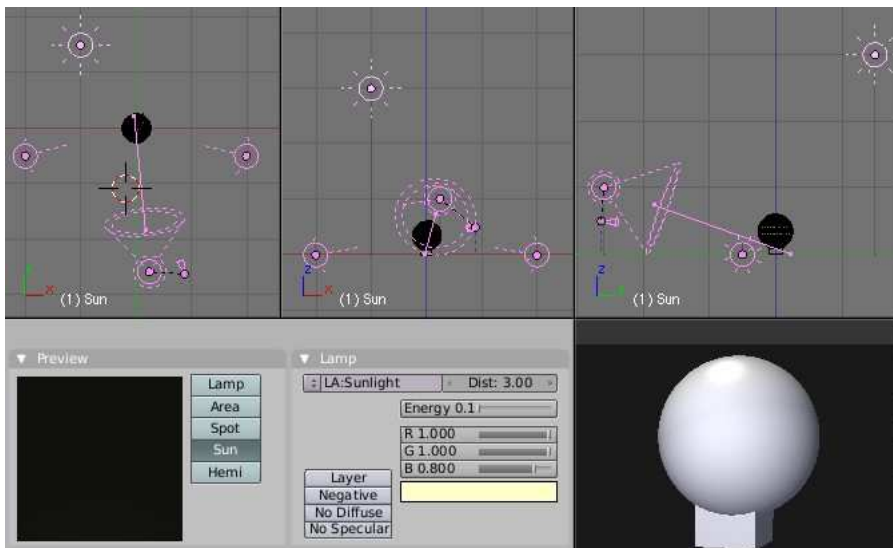 (1) Sun
(1) Sun
(1) Sun
Preview
Lamp
Area
Spot
Sun
Hemi
Lamp
LA:Sunlight
Dist: 3.00
Energy 0.1
R 1.000
G 1.000
B 0.800
Layer
Negative
No Diffuse
No Specular